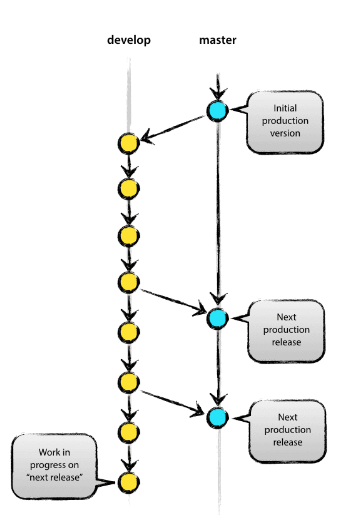 develop
master
Initial
production
version
Next
production
release
Next
production
release
Work in
progress on
“next release”